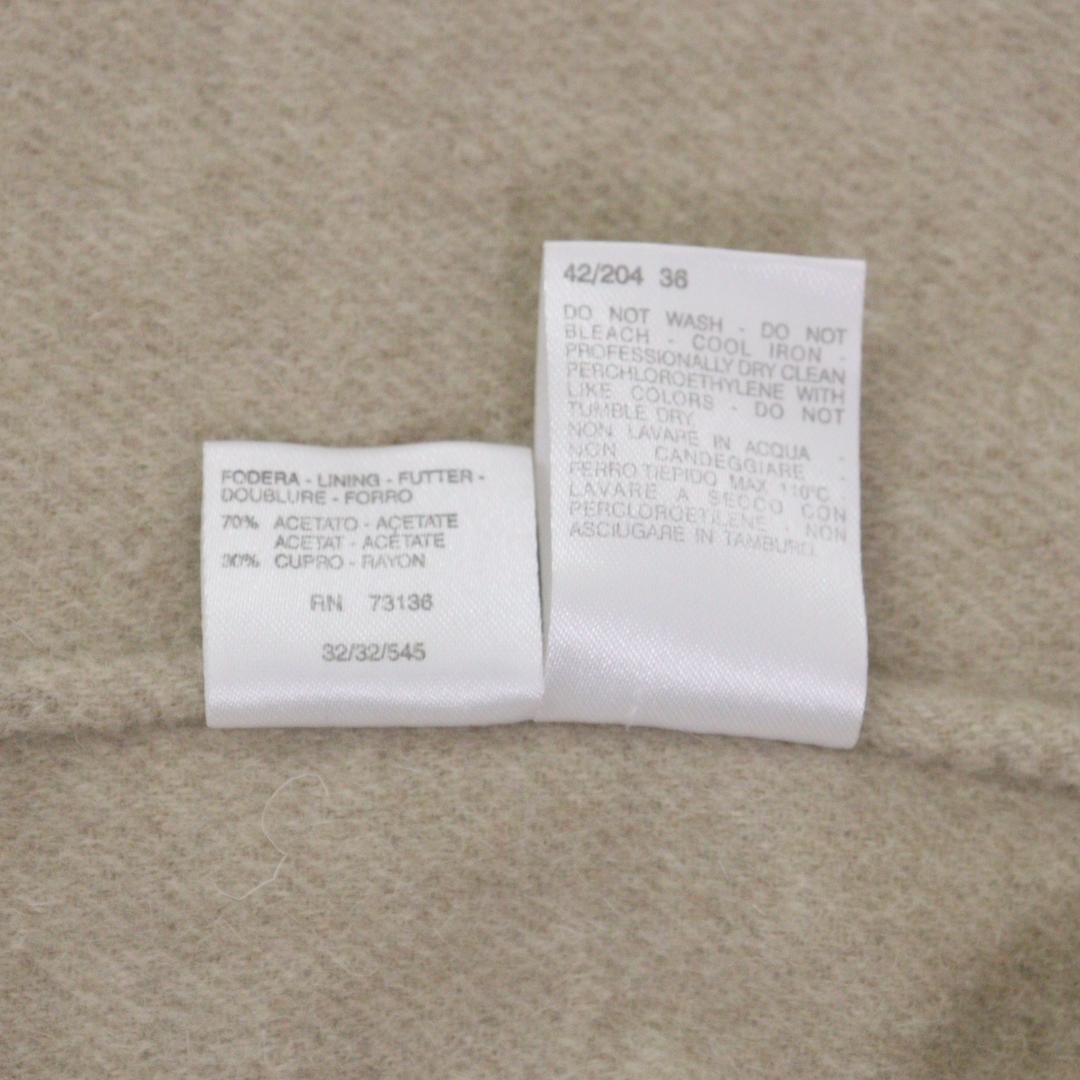 FODERA - LINING - FUTTER -
DOUBLURE - FORRO
70% ACETATO - ACETATE
ACETAT - ACÉTATE
30% CUPRO - RAYON
RN 73136
32/32/545
42/204 36
DO NOT WASH - DO NOT
BLEACH - COOL IRON -
PROFESSIONALLY DRY CLEAN
PERCHLOROETHYLENE WITH
LIKE COLORS - DO NOT
TUMBLE DRY.
NON LAVARE IN ACQUA -
NON CANDEGGIARE -
FERRO TIEPIDO MAX 110°C -
LAVARE A SECCO CON
PERCLOROETILENE - NON
ASCIUGARE IN TAMBURO.